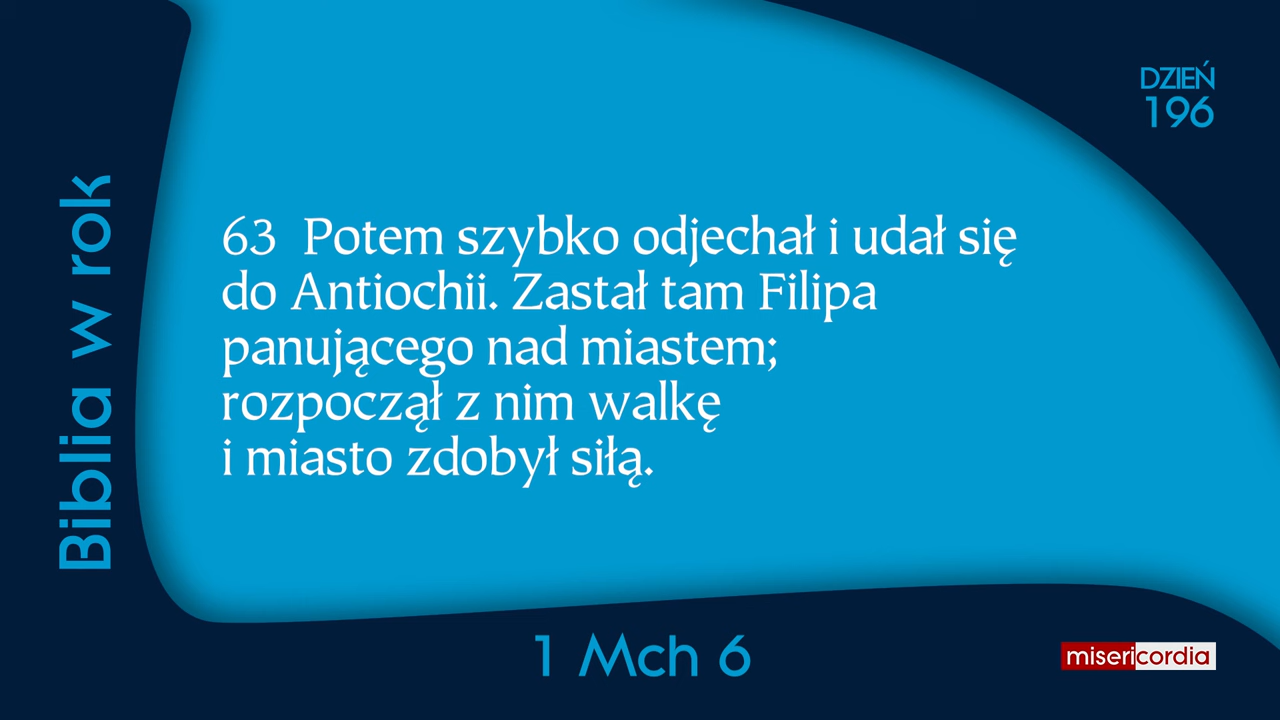 DZIEŃ
196
Biblia w rok
63 Potem szybko odjechał i udał się
do Antiochii. Zastał tam Filipa
panującego nad miastem;
rozpoczął z nim walkę
i miasto zdobył siłą.
1 Mch 6
misericordia